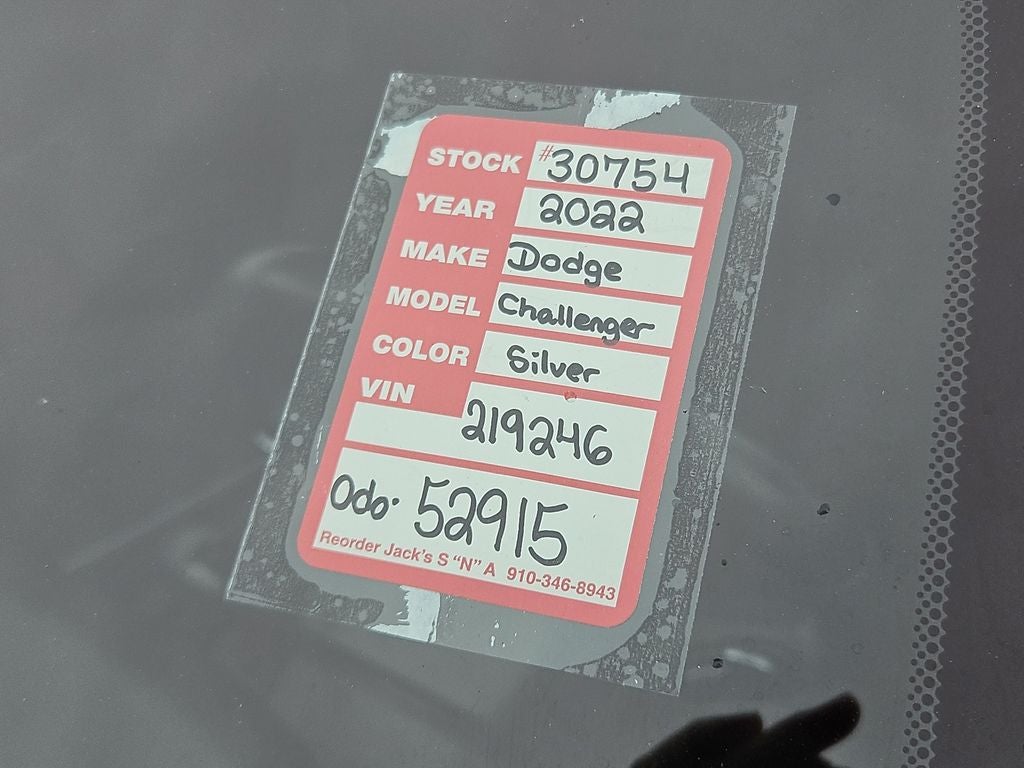 STOCK #30754
YEAR 2022
MAKE Dodge
MODEL Challenger
COLOR Silver
VIN 219246
Odo. 52915
Reorder Jack's S "N" A 910-346-8943